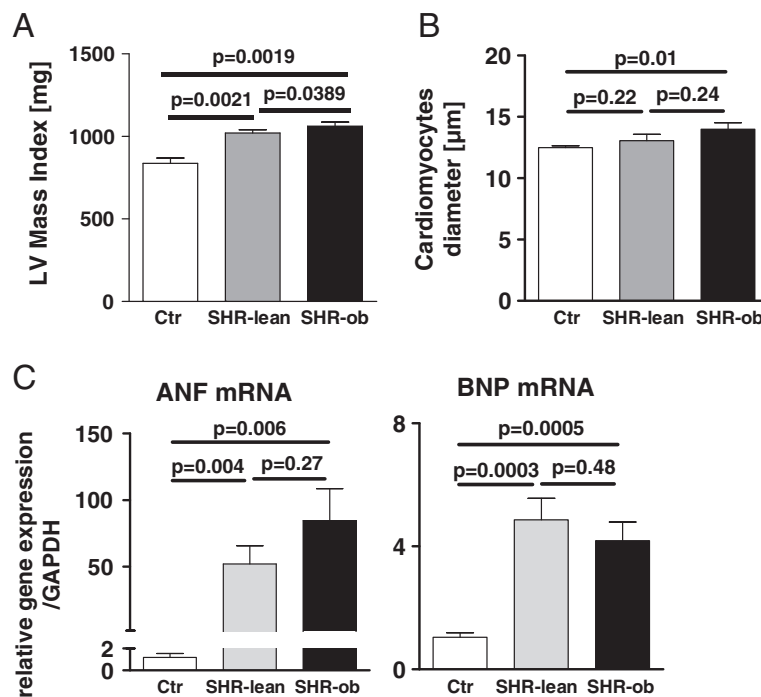 A
LV Mass Index [mg]
1500
1000
500
0
p=0.0019
p=0.0021
p=0.0389
Ctr
SHR-lean
SHR-ob
B
Cardiomyocytes
diameter [µm]
20
15
10
5
0
p=0.01
p=0.22
p=0.24
Ctr
SHR-lean
SHR-ob
C
ANF mRNA
relative gene expression
/GAPDH
150
100
50
2
0
p=0.006
p=0.004
p=0.27
Ctr
SHR-lean
SHR-ob
BNP mRNA
8
4
0
p=0.0005
p=0.0003
p=0.48
Ctr
SHR-lean
SHR-ob